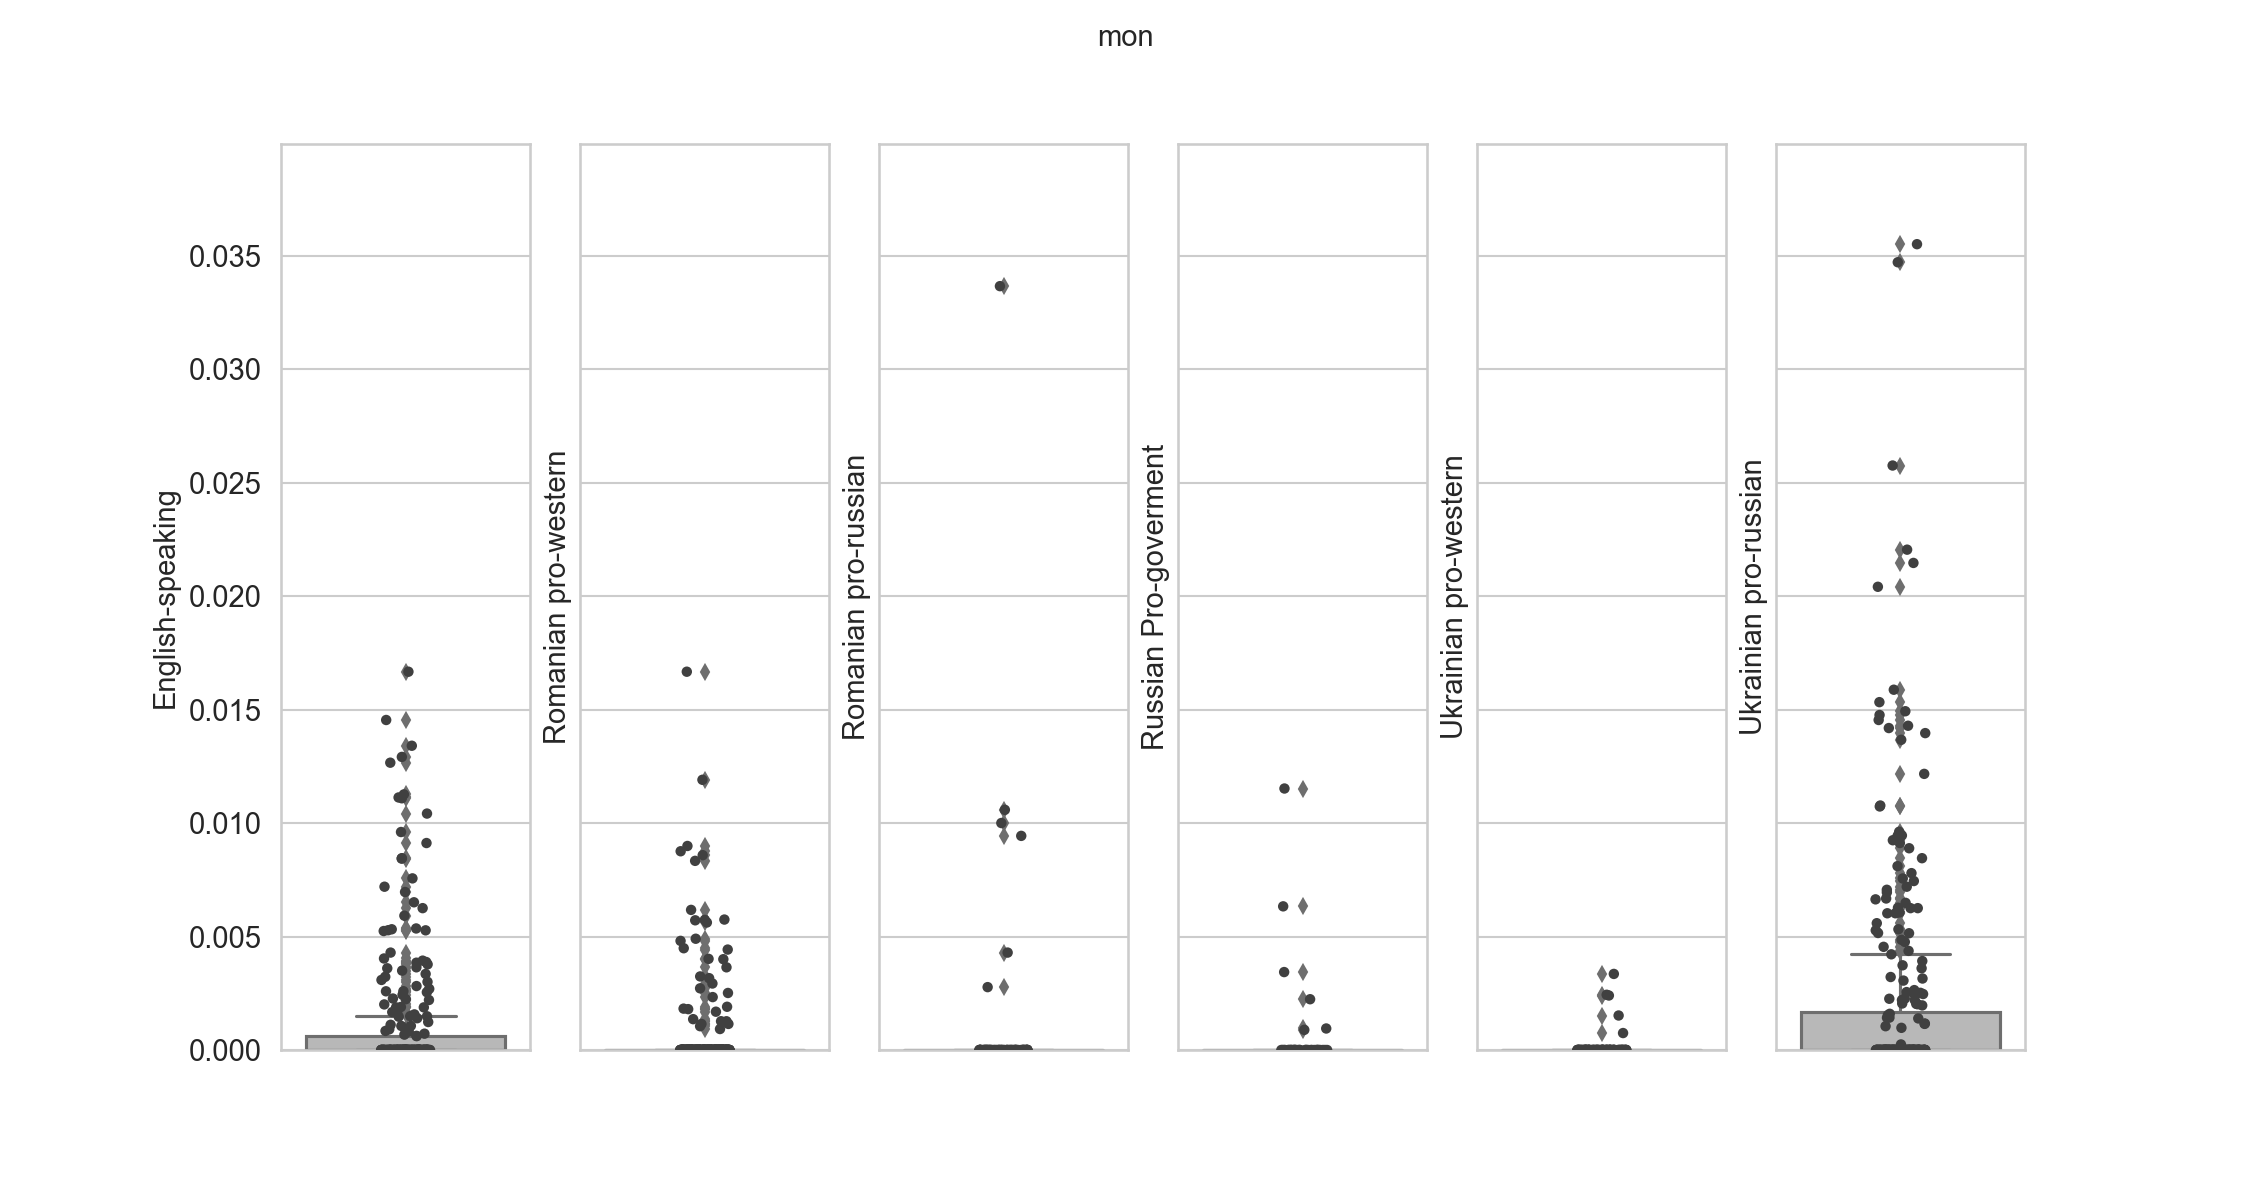 mon
0.035
0.030
0.025
0.020
0.015
0.010
0.005
0.000
English-speaking
Romanian pro-western
Romanian pro-russian
Russian Pro-goverment
Ukrainian pro-western
Ukrainian pro-russian